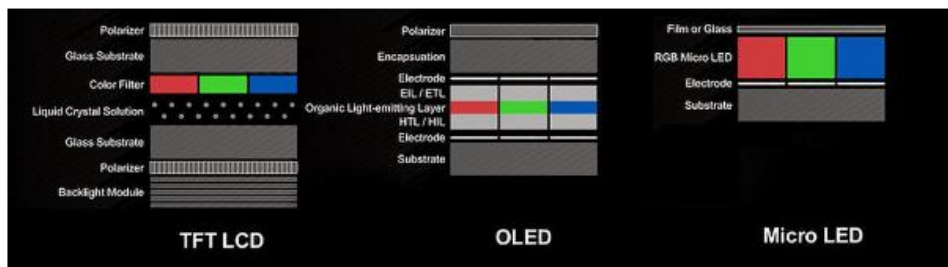 Polarizer
Glass Substrate
Color Filter
Liquid Crystal Solution
Glass Substrate
Polarizer
Backlight Module
TFT LCD
Polarizer
Encapsuation
Electrode
EIL / ETL
Organic Light-emitting Layer
HTL / HIL
Electrode
Substrate
OLED
Film or Glass
RGB Micro LED
Electrode
Substrate
Micro LED